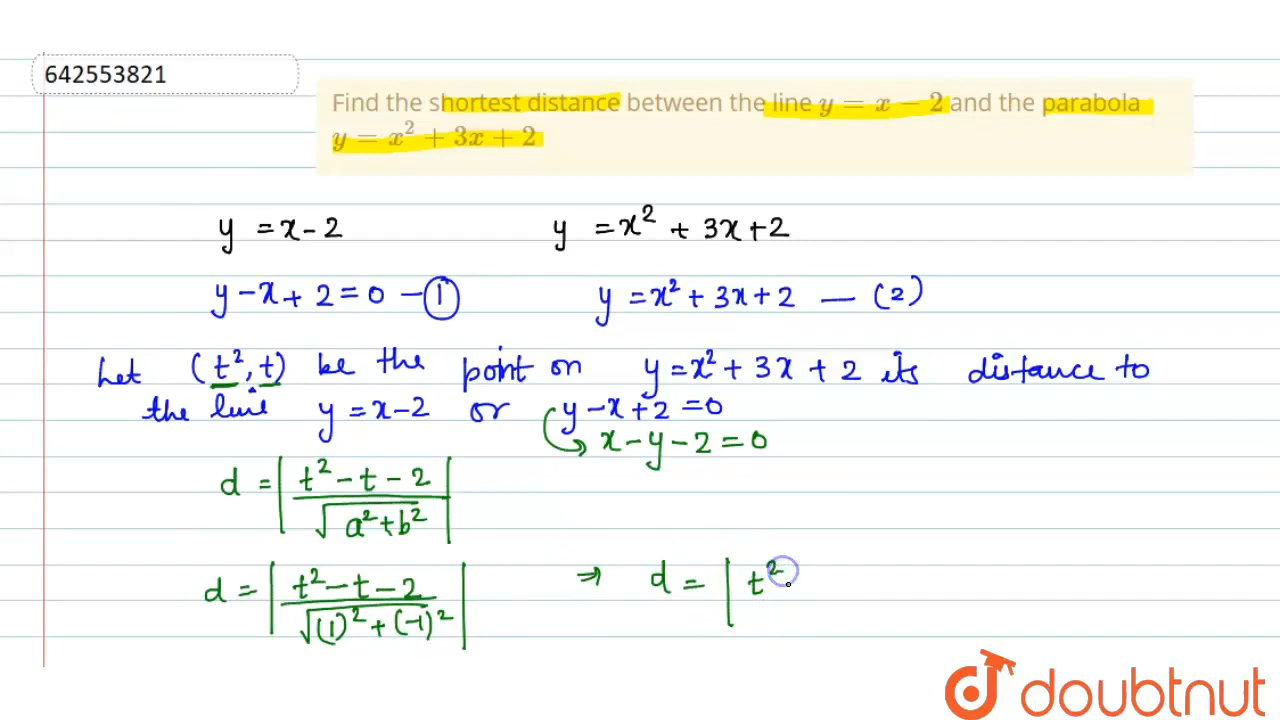 642553821
Find the shortest distance between the line y = x − 2 and the parabola
y = x² + 3x + 2
y = x - 2    y = x² + 3x + 2
y - x + 2 = 0 — ①    y = x² + 3x + 2 — (2)
Let (t², t) be the point on y = x² + 3x + 2 its distance to
the line y = x - 2 or y - x + 2 = 0
x - y - 2 = 0
d = | (t² - t - 2) / √(a² + b²) |
d = | (t² - t - 2) / √((1)² + (-1)²) |    ⇒ d = | t²
doubtnut